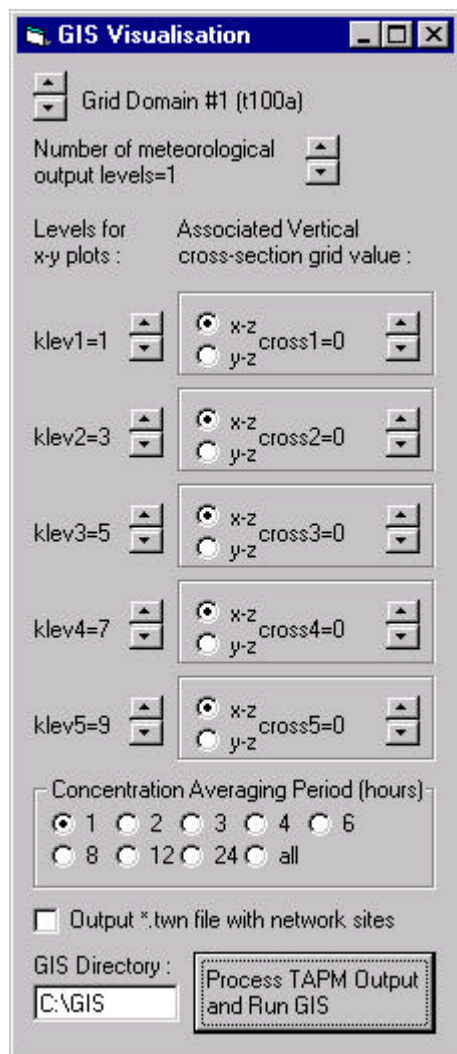 GIS Visualisation
Grid Domain #1 (t100a)
Number of meteorological
output levels=1
Levels for
x-y plots :
Associated Vertical
cross-section grid value :
klev1=1
x-z
y-z
cross1=0
klev2=3
x-z
y-z
cross2=0
klev3=5
x-z
y-z
cross3=0
klev4=7
x-z
y-z
cross4=0
klev5=9
x-z
y-z
cross5=0
Concentration Averaging Period (hours)
1 2 3 4 6
8 12 24 all
Output *.twn file with network sites
GIS Directory :
C:\GIS
Process TAPM Output
and Run GIS